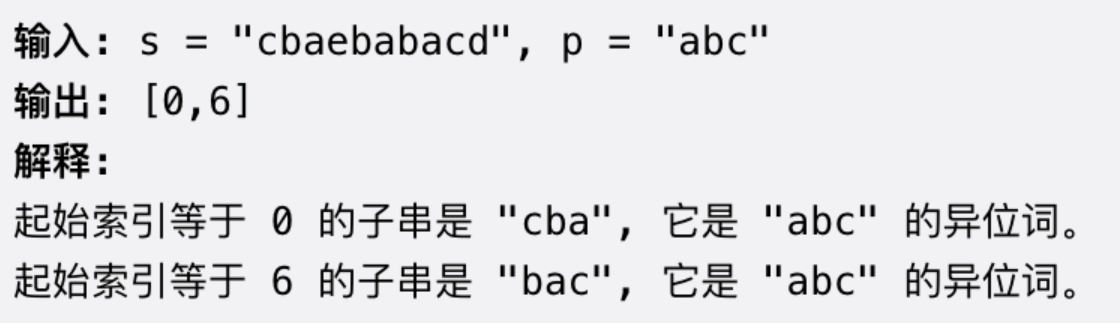 输入: s = "cbaebabacd", p = "abc"
输出: [0,6]
解释:
起始索引等于 0 的子串是 "cba", 它是 "abc" 的异位词。
起始索引等于 6 的子串是 "bac", 它是 "abc" 的异位词。